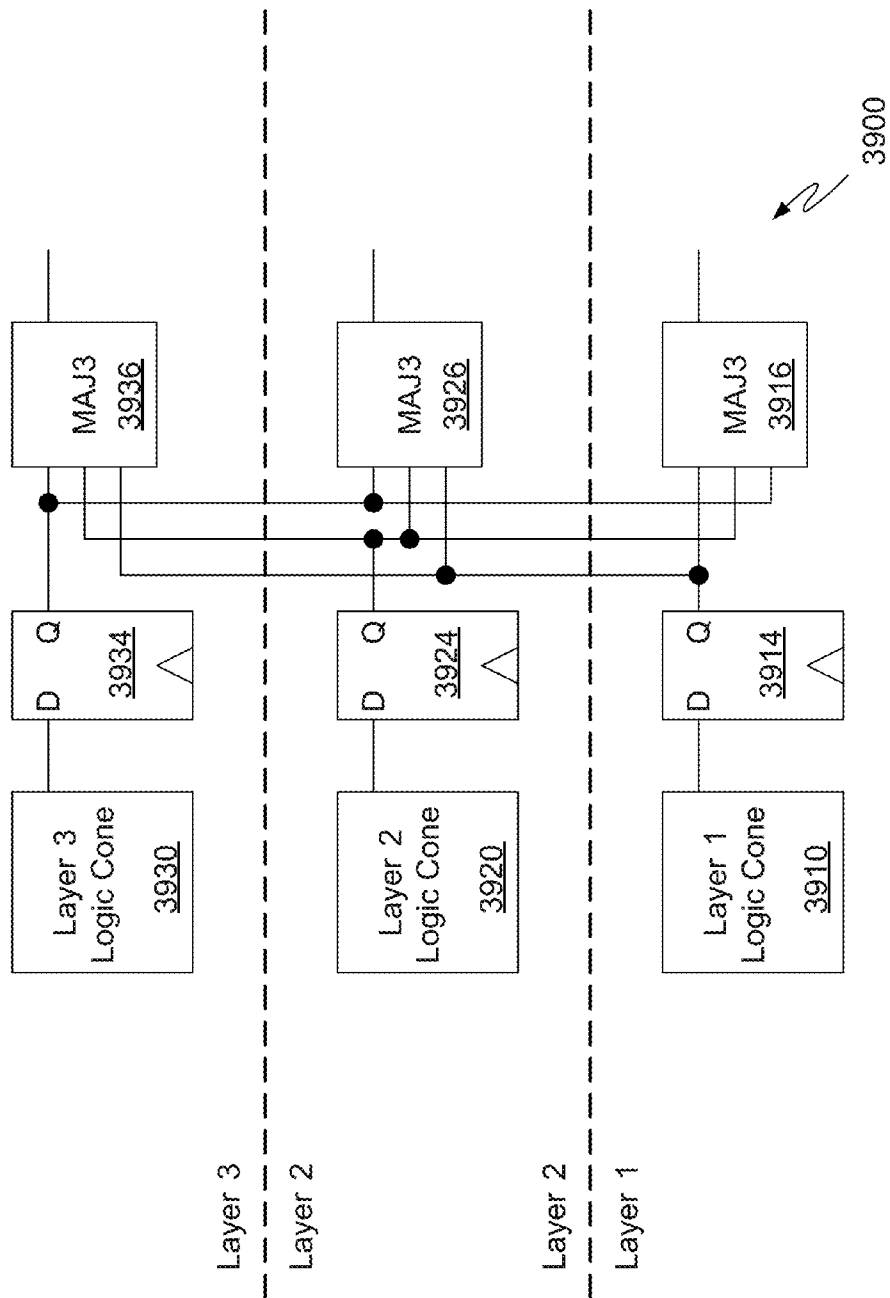 Layer 3
Logic Cone
3930
D
Q
3934
MAJ3
3936
Layer 3
Layer 2
Layer 2
Logic Cone
3920
D
Q
3924
MAJ3
3926
Layer 2
Layer 1
Layer 1
Logic Cone
3910
D
Q
3914
MAJ3
3916
3900